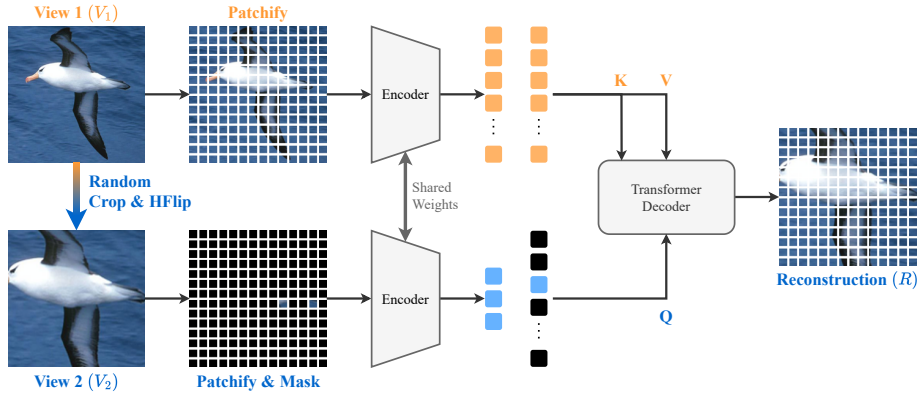 View 1 (V₁)
Patchify
Encoder
K
V
Random
Crop & HFlip
Shared
Weights
Transformer
Decoder
Reconstruction (R)
Encoder
Q
View 2 (V₂)
Patchify & Mask